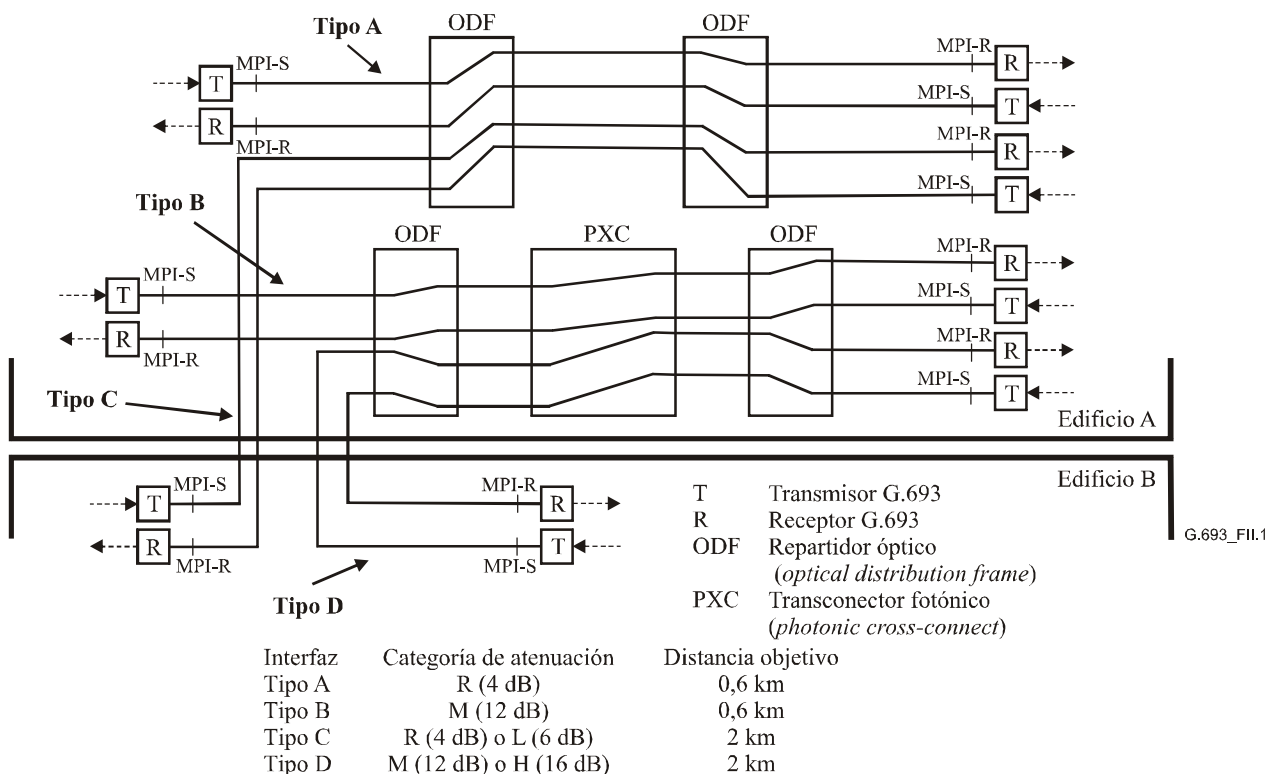 Tipo A
ODF
ODF
MPI-S
T
R
MPI-R
MPI-R
R
MPI-S
T
MPI-R
R
MPI-S
T
Tipo B
ODF
PXC
ODF
MPI-S
T
R
MPI-R
MPI-R
R
MPI-S
T
MPI-R
R
MPI-S
T
Tipo C
Edificio A
Edificio B
MPI-S
T
R
MPI-R
MPI-R
R
T
MPI-S
Tipo D
T Transmisor G.693
R Receptor G.693
ODF Repartidor óptico
(optical distribution frame)
PXC Transconector fotónico
(photonic cross-connect)
G.693_FII.1
Interfaz Categoría de atenuación Distancia objetivo
Tipo A R (4 dB) 0,6 km
Tipo B M (12 dB) 0,6 km
Tipo C R (4 dB) o L (6 dB) 2 km
Tipo D M (12 dB) o H (16 dB) 2 km